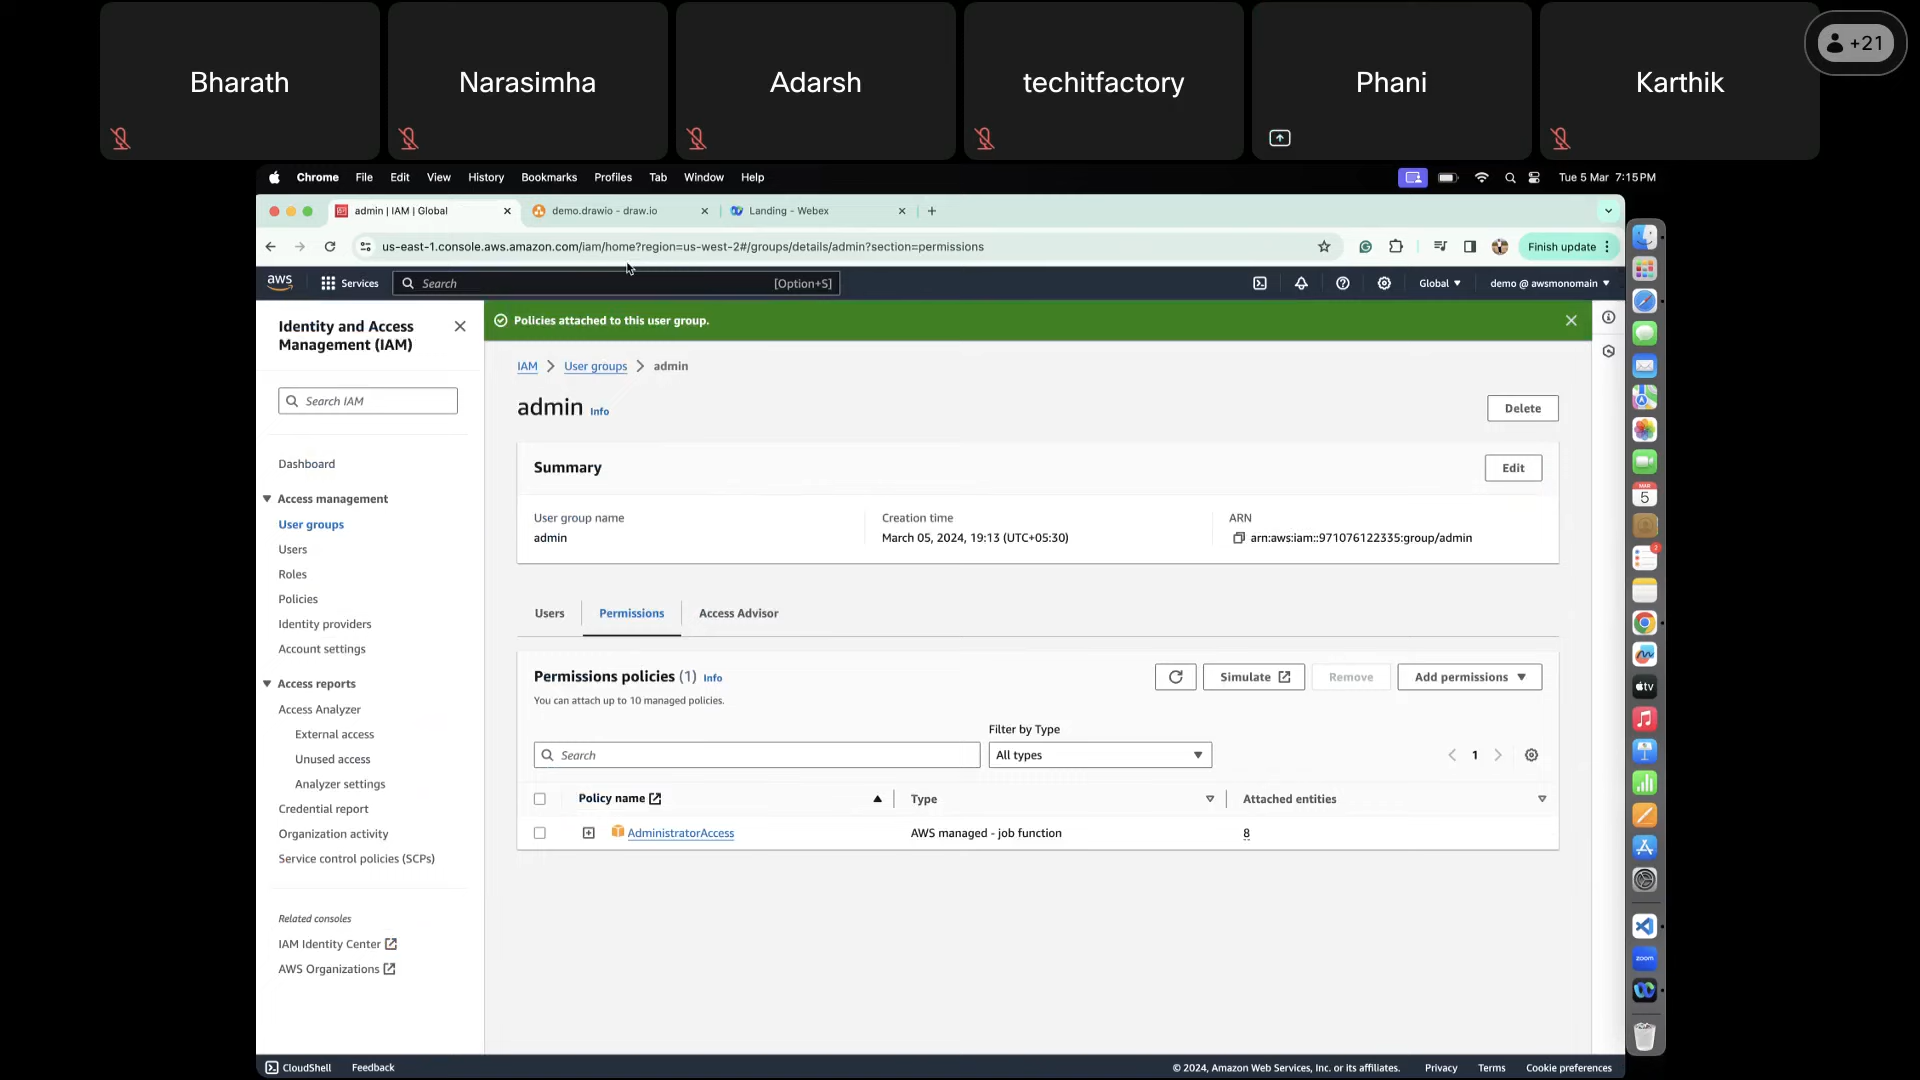 Bharath
Narasimha
Adarsh
techitfactory
Phani
Karthik
+21
Chrome File Edit View History Bookmarks Profiles Tab Window Help
Tue 5 Mar 7:15PM
admin | IAM | Global
demo.drawio - draw.io
Landing - Webex
us-east-1.console.aws.amazon.com/iam/home?region=us-west-2#/groups/details/admin?section=permissions
Finish update
aws
Services
Search
[Option+S]
Global
demo @ awsmonomain
Identity and Access
Management (IAM)
Search IAM
Dashboard
Access management
User groups
Users
Roles
Policies
Identity providers
Account settings
Access reports
Access Analyzer
External access
Unused access
Analyzer settings
Credential report
Organization activity
Service control policies (SCPs)
Related consoles
IAM Identity Center
AWS Organizations
Policies attached to this user group.
IAM > User groups > admin
admin Info
Delete
Summary
Edit
User group name
admin
Creation time
March 05, 2024, 19:13 (UTC+05:30)
ARN
arn:aws:iam::971076122335:group/admin
Users
Permissions
Access Advisor
Permissions policies (1) Info
You can attach up to 10 managed policies.
Simulate
Remove
Add permissions
Search
Filter by Type
All types
1
Policy name
Type
Attached entities
AdministratorAccess
AWS managed - job function
8
MAR
5
2
tv
zoom
CloudShell
Feedback
© 2024, Amazon Web Services, Inc. or its affiliates.
Privacy
Terms
Cookie preferences